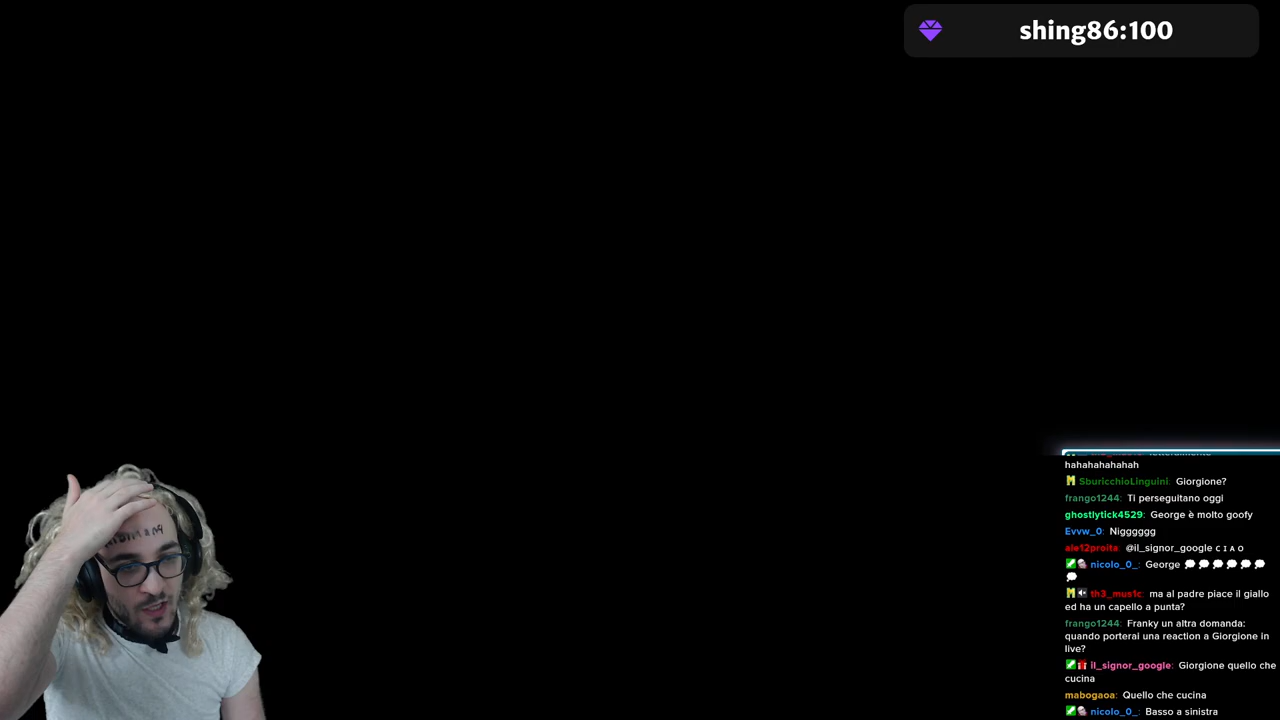 shing86:100
hahahahahahah
SburicchioLinguini: Giorgione?
frango1244: Ti perseguitano oggi
ghostlytick4529: George è molto goofy
Evvw_0: Nigggggg
ale12proita: @il_signor_google ᴄ ɪ ᴀ ᴏ
nicolo_0_: George 💭 💭 💭 💭 💭 💭
💭
th3_mus1c: ma al padre piace il giallo
ed ha un capello a punta?
frango1244: Franky un altra domanda:
quando porterai una reaction a Giorgione in
live?
il_signor_google: Giorgione quello che
cucina
mabogaoa: Quello che cucina
nicolo_0_: Basso a sinistra